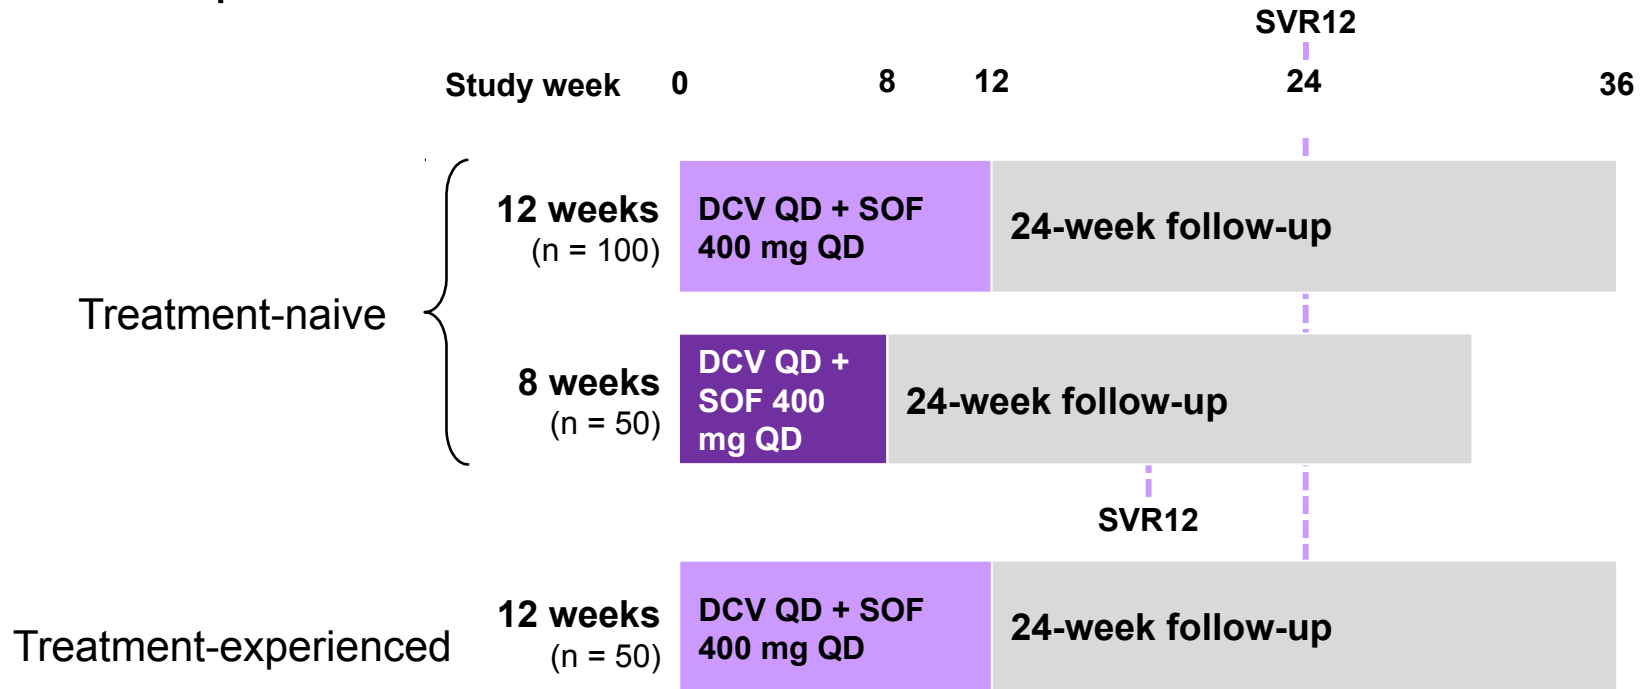 SVR12
Study week 0 8 12 24 36
12 weeks
(n = 100)
DCV QD + SOF
400 mg QD
24-week follow-up
Treatment-naive
8 weeks
(n = 50)
DCV QD +
SOF 400
mg QD
24-week follow-up
SVR12
12 weeks
(n = 50)
DCV QD + SOF
400 mg QD
24-week follow-up
Treatment-experienced